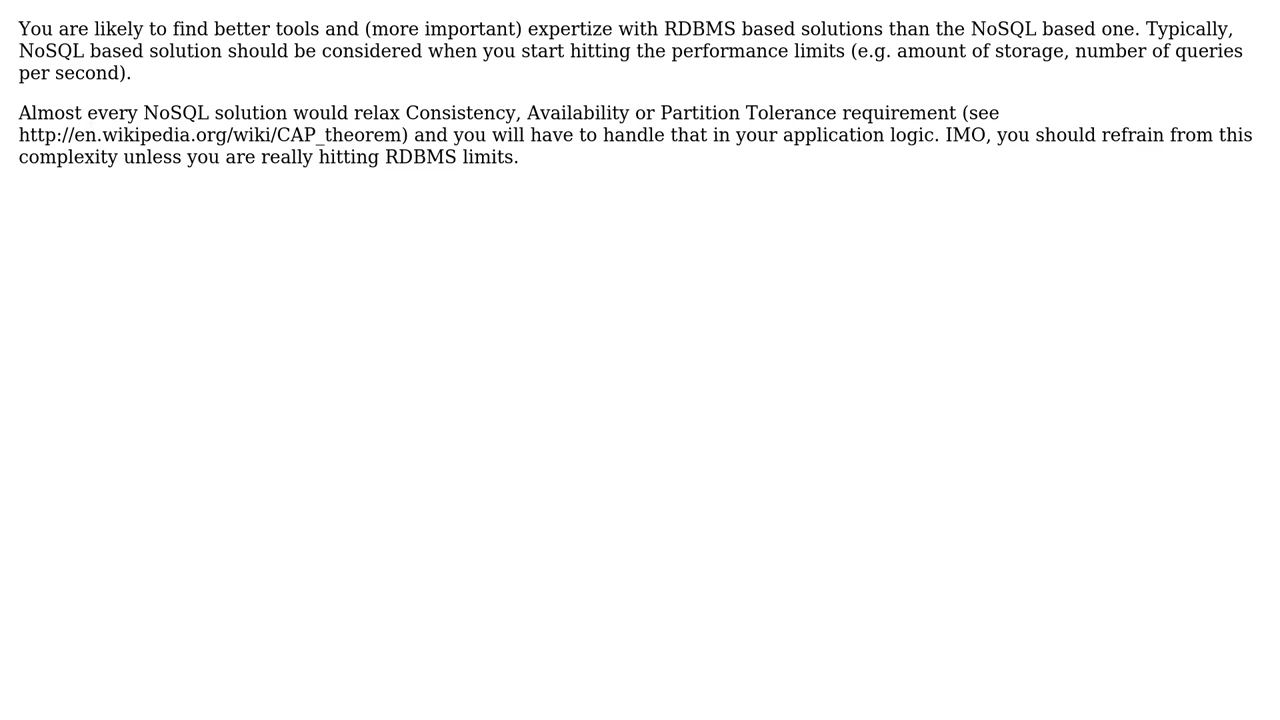 You are likely to find better tools and (more important) expertize with RDBMS based solutions than the NoSQL based one. Typically,
NoSQL based solution should be considered when you start hitting the performance limits (e.g. amount of storage, number of queries
per second).
Almost every NoSQL solution would relax Consistency, Availability or Partition Tolerance requirement (see
http://en.wikipedia.org/wiki/CAP_theorem) and you will have to handle that in your application logic. IMO, you should refrain from this
complexity unless you are really hitting RDBMS limits.